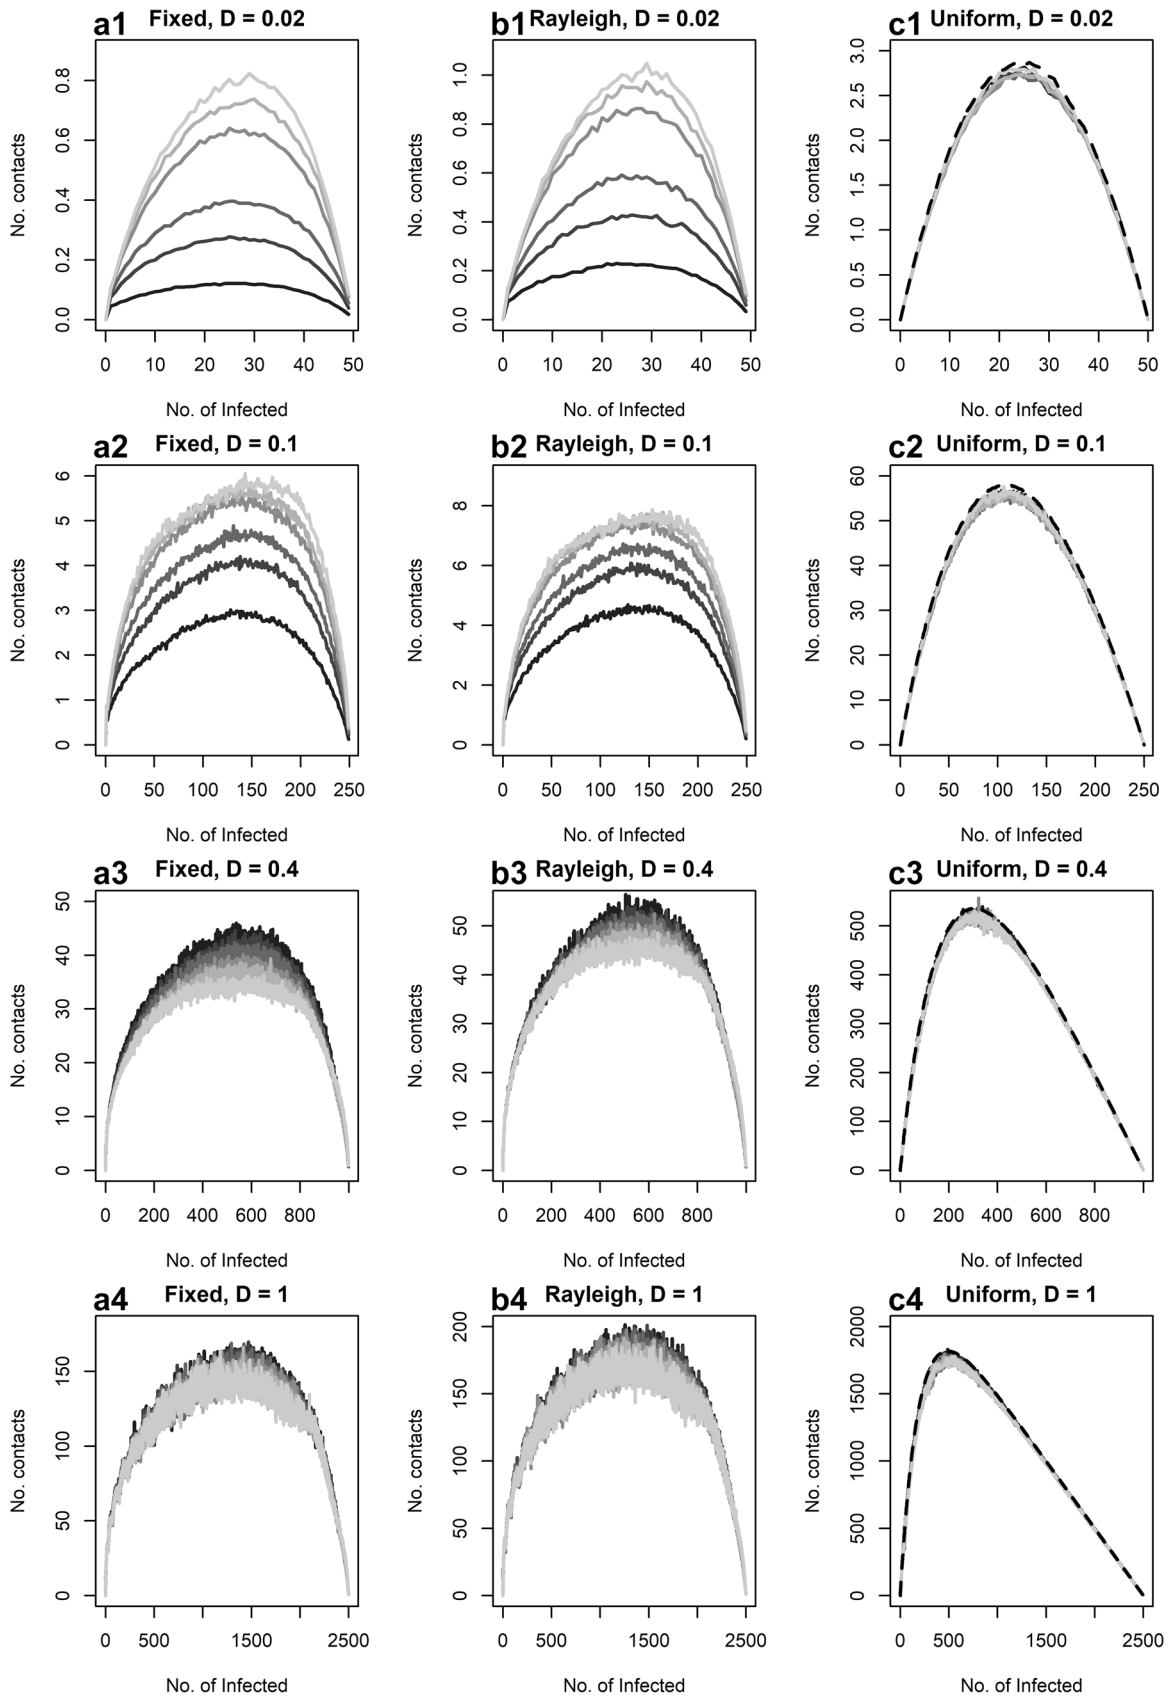 a1 Fixed, D = 0.02
No. contacts
0.0 0.2 0.4 0.6 0.8
0 10 20 30 40 50
No. of Infected
b1 Rayleigh, D = 0.02
No. contacts
0.0 0.2 0.4 0.6 0.8 1.0
0 10 20 30 40 50
No. of Infected
c1 Uniform, D = 0.02
No. contacts
0.0 0.5 1.0 1.5 2.0 2.5 3.0
0 10 20 30 40 50
No. of Infected
a2 Fixed, D = 0.1
No. contacts
0 1 2 3 4 5 6
0 50 100 150 200 250
No. of Infected
b2 Rayleigh, D = 0.1
No. contacts
0 2 4 6 8
0 50 100 150 200 250
No. of Infected
c2 Uniform, D = 0.1
No. contacts
0 10 20 30 40 50 60
0 50 100 150 200 250
No. of Infected
a3 Fixed, D = 0.4
No. contacts
0 10 20 30 40 50
0 200 400 600 800
No. of Infected
b3 Rayleigh, D = 0.4
No. contacts
0 10 20 30 40 50
0 200 400 600 800
No. of Infected
c3 Uniform, D = 0.4
No. contacts
0 100 200 300 400 500
0 200 400 600 800
No. of Infected
a4 Fixed, D = 1
No. contacts
0 50 100 150
0 500 1500 2500
No. of Infected
b4 Rayleigh, D = 1
No. contacts
0 50 100 150 200
0 500 1500 2500
No. of Infected
c4 Uniform, D = 1
No. contacts
0 500 1000 1500 2000
0 500 1500 2500
No. of Infected